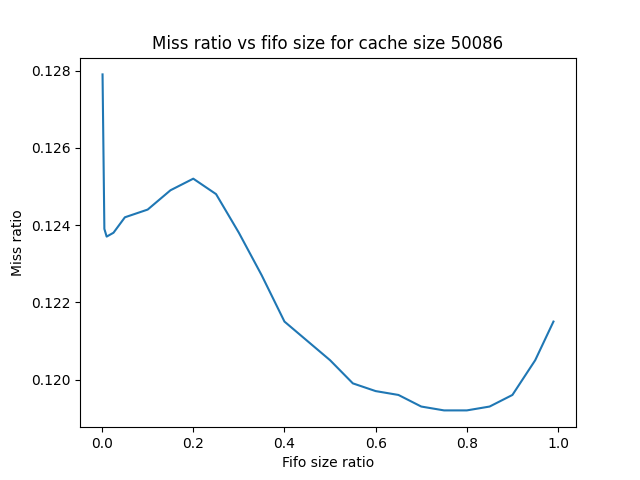 Miss ratio vs fifo size for cache size 50086
0.128
0.126
0.124
0.122
0.120
Miss ratio
0.0 0.2 0.4 0.6 0.8 1.0
Fifo size ratio